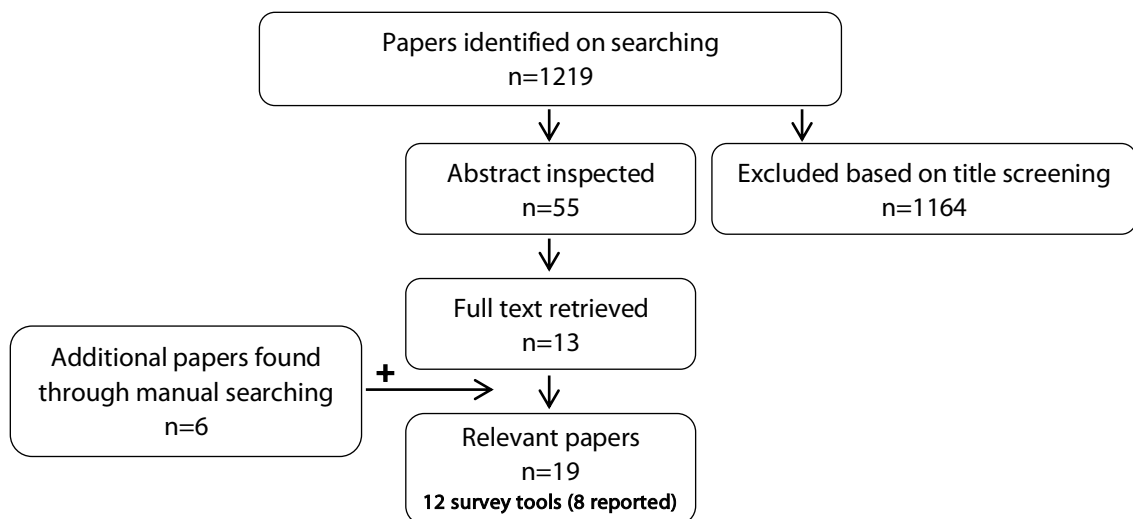 Papers identified on searching
n=1219
Abstract inspected
n=55
Excluded based on title screening
n=1164
Full text retrieved
n=13
Additional papers found
through manual searching
n=6
+
Relevant papers
n=19
12 survey tools (8 reported)